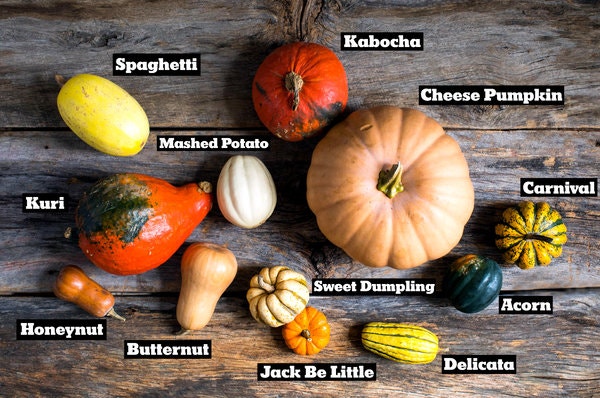 Kabocha
Spaghetti
Cheese Pumpkin
Mashed Potato
Carnival
Kuri
Sweet Dumpling
Acorn
Honeynut
Butternut
Delicata
Jack Be Little